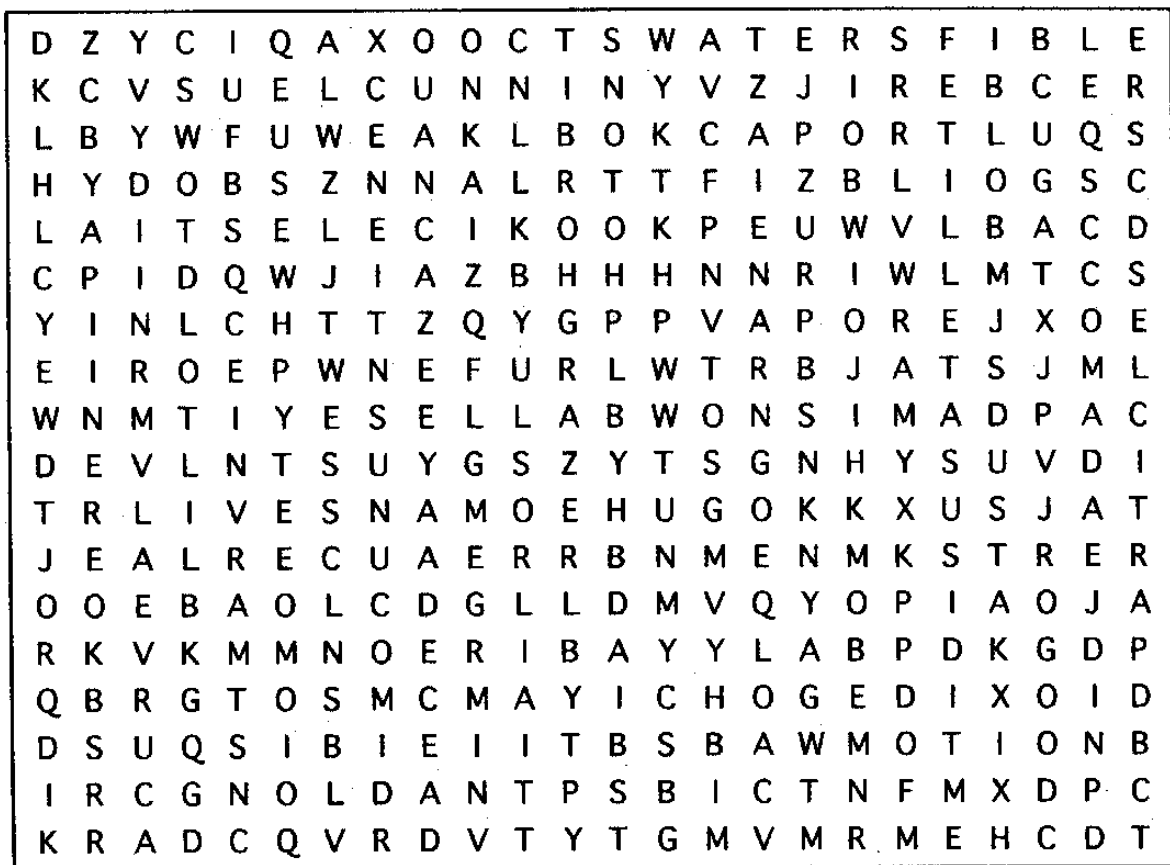 D Z Y C I Q A X O O C T S W A T E R S F I B L E
K C V S U E L C U N N I N Y V Z J I R E B C E R
L B Y W F U W E A K L B O K C A P O R T L U Q S
H Y D O B S Z N N A L R T T F I Z B L I O G S C
L A I T S E L E C I K O O K P E U W V L B A C D
C P I D Q W J I A Z B H H H N N R I W L M T C S
Y I N L C H T T Z Q Y G P P V A P O R E J X O E
E I R O E P W N E F U R L W T R B J A T S J M L
W N M T I Y E S E L L A B W O N S I M A D P A C
D E V L N T S U Y G S Z Y T S G N H Y S U V D I
T R L I V E S N A M O E H U G O K K X U S J A T
J E A L R E C U A E R R B N M E N M K S T R E R
O O E B A O L C D G L L D M V Q Y O P I A O J A
R K V K M M N O E R I B A Y Y L A B P D K G D P
Q B R G T O S M C M A Y I C H O G E D I X O I D
D S U Q S I B I E I I T B S B A W M O T I O N B
I R C G N O L D A N T P S B I C T N F M X D P C
K R A D C Q V R D V T Y T G M V M R M E H C D T